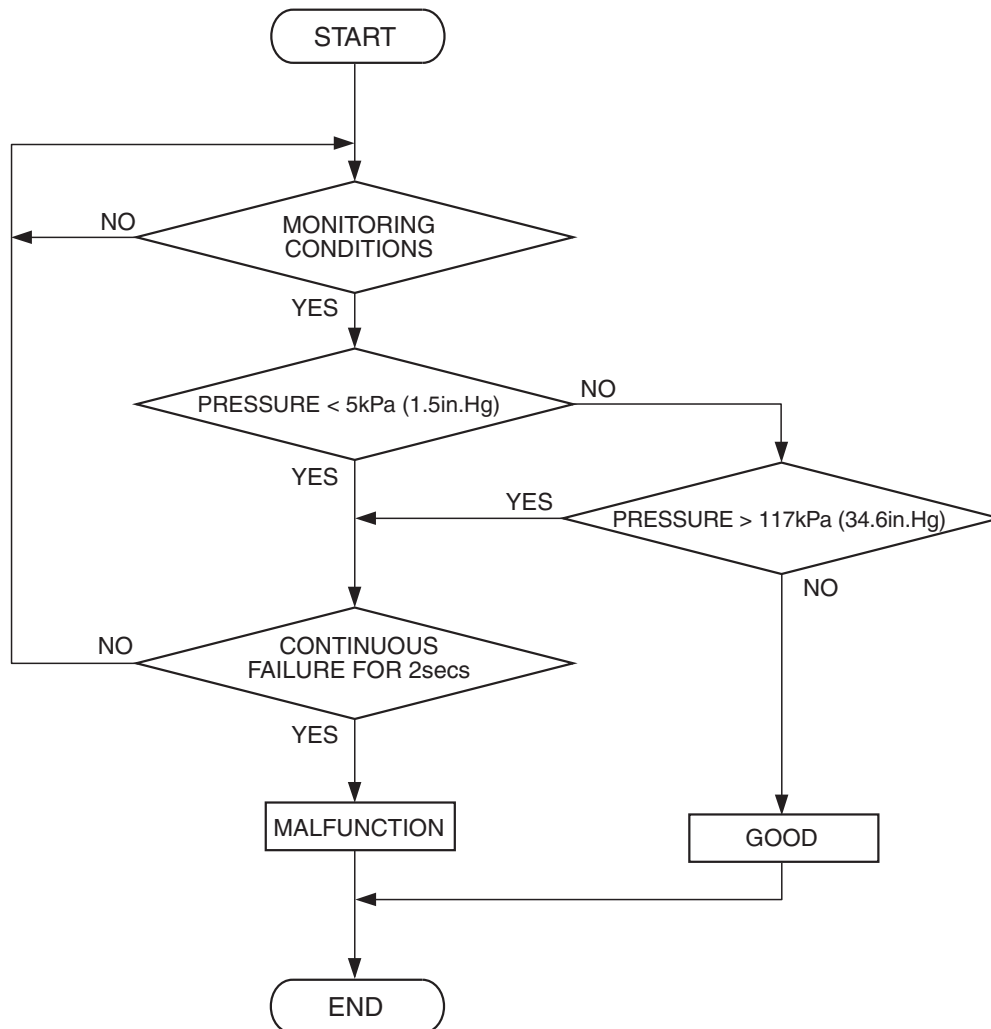 START
NO
MONITORING
CONDITIONS
YES
PRESSURE < 5kPa (1.5in.Hg)
NO
YES
YES
PRESSURE > 117kPa (34.6in.Hg)
NO
NO
CONTINUOUS
FAILURE FOR 2secs
YES
MALFUNCTION
GOOD
END